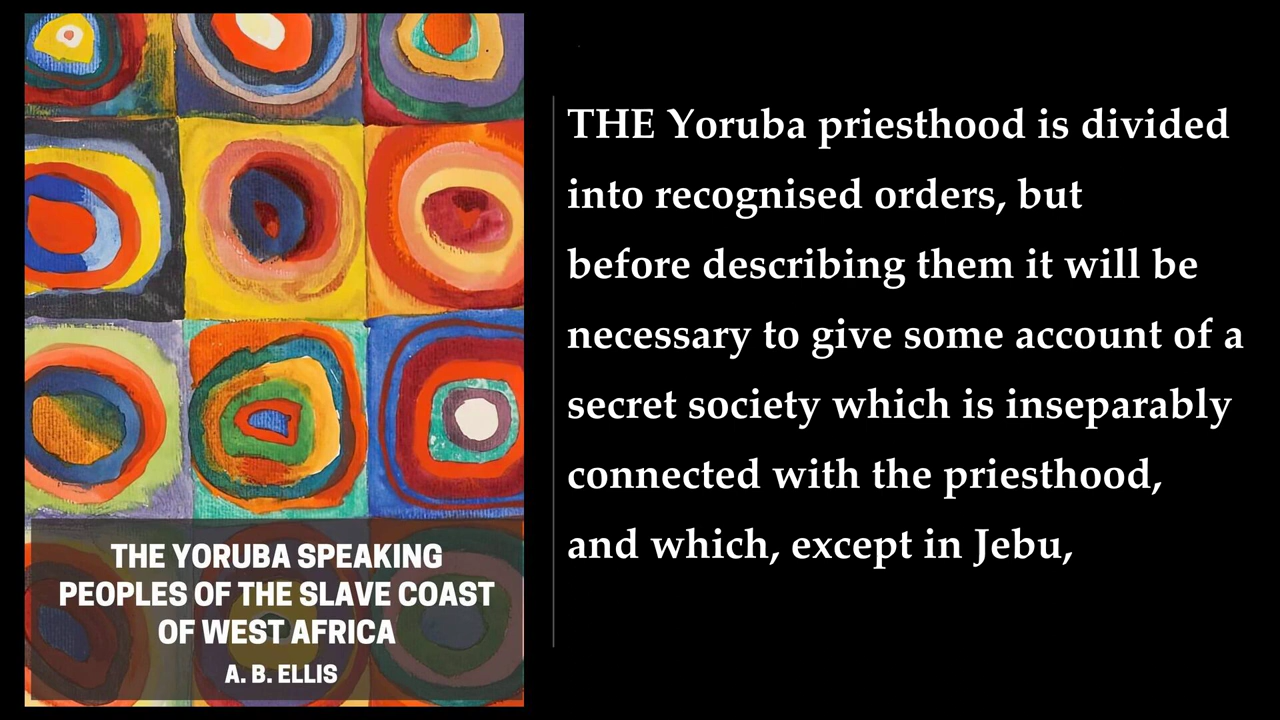 THE Yoruba priesthood is divided
into recognised orders, but
before describing them it will be
necessary to give some account of a
secret society which is inseparably
connected with the priesthood,
and which, except in Jebu,
THE YORUBA SPEAKING
PEOPLES OF THE SLAVE COAST
OF WEST AFRICA
A. B. ELLIS